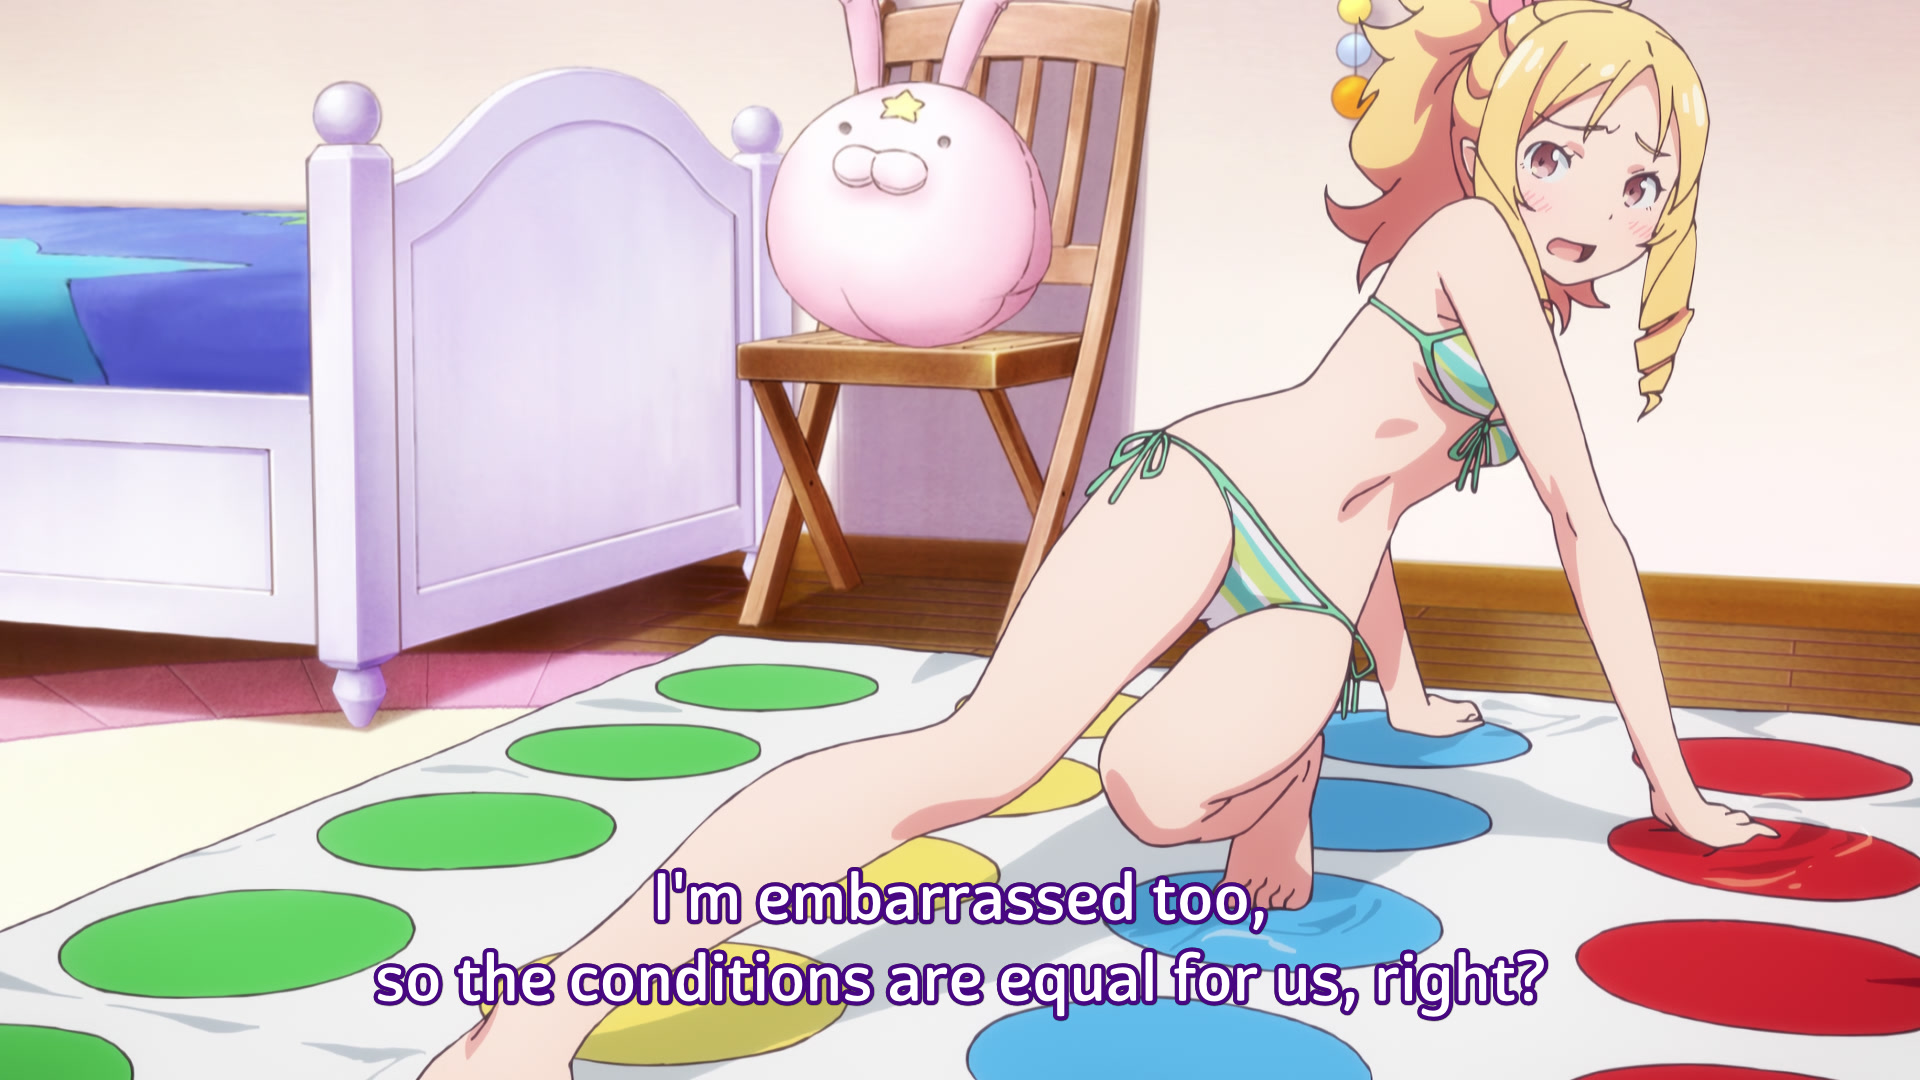 I'm embarrassed too,
so the conditions are equal for us, right?